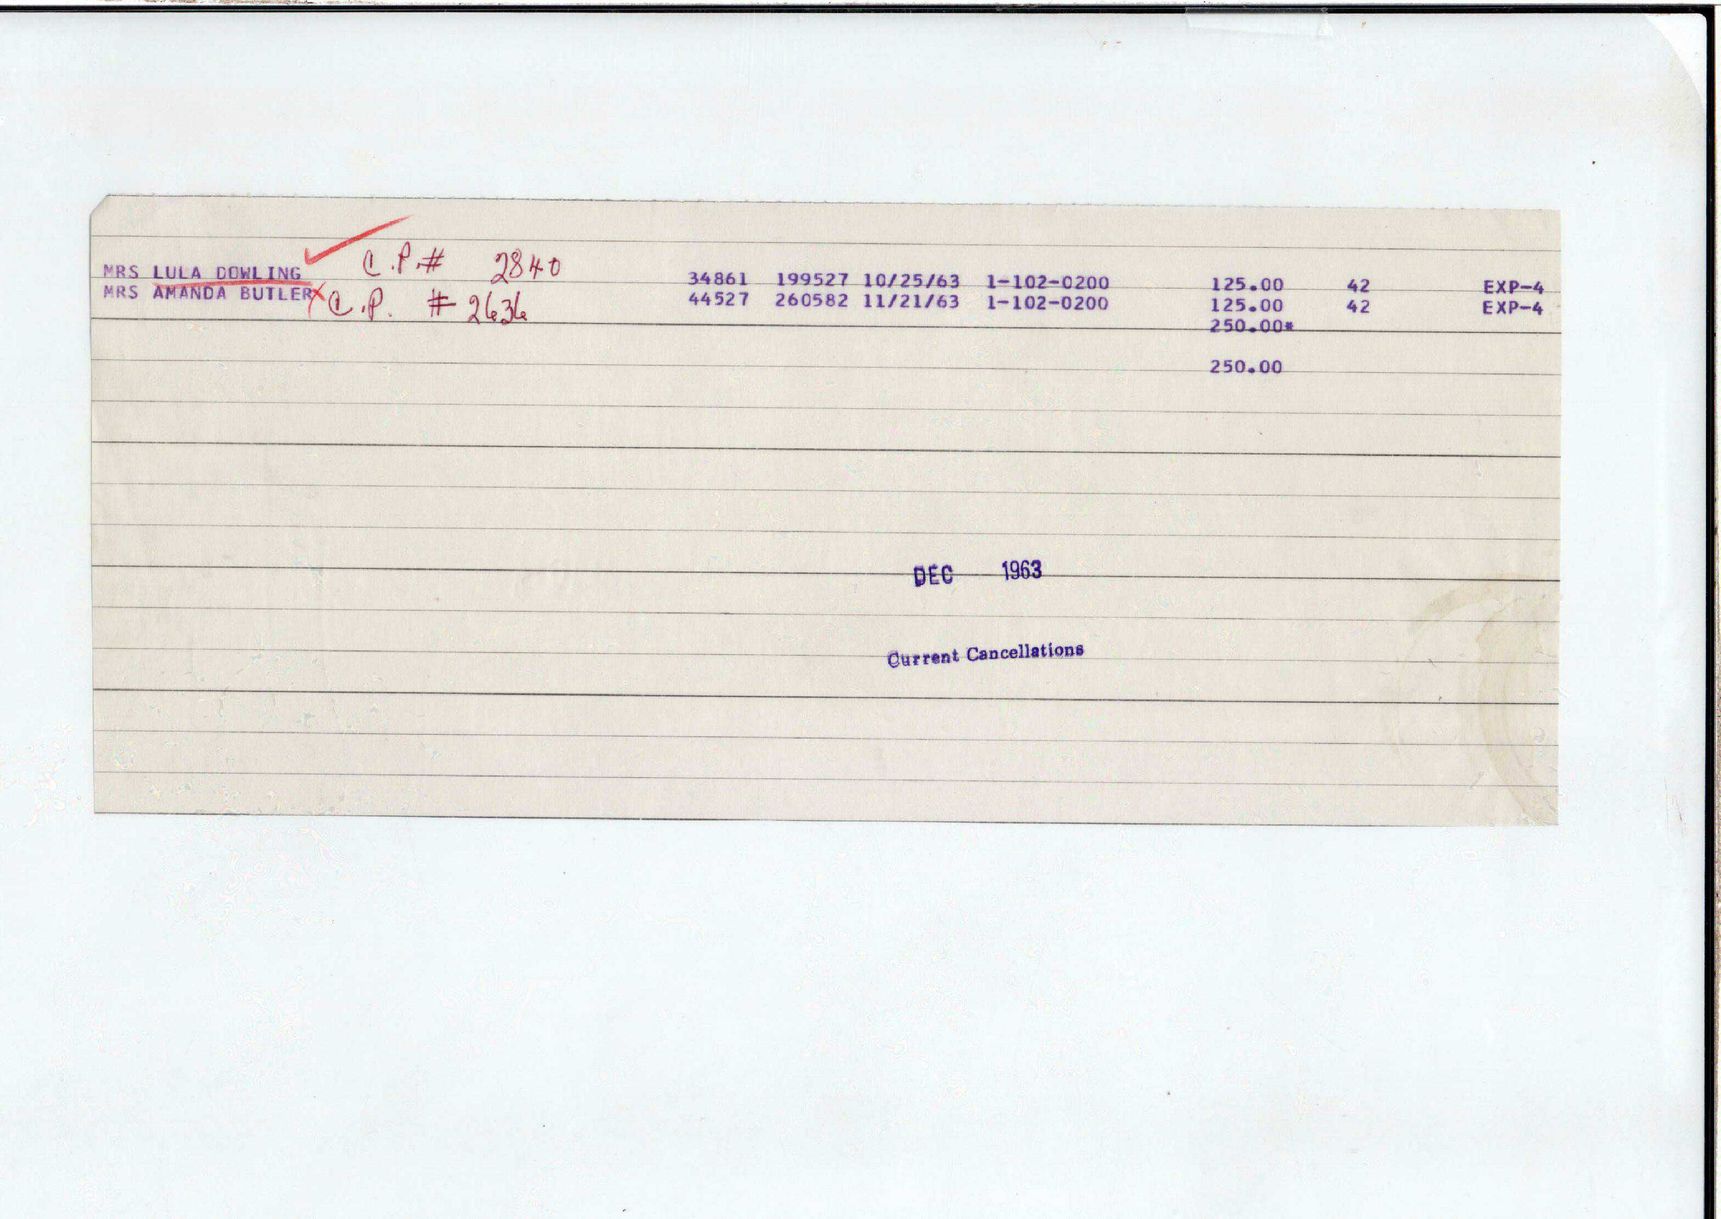 MRS LULA DOWLING C.P.# 2840 34861 199527 10/25/63 1-102-0200 125.00 42 EXP-4
MRS AMANDA BUTLER C.P. # 2636 44527 260582 11/21/63 1-102-0200 125.00 42 EXP-4
250.00*
250.00
DEC 1963
Current Cancellations